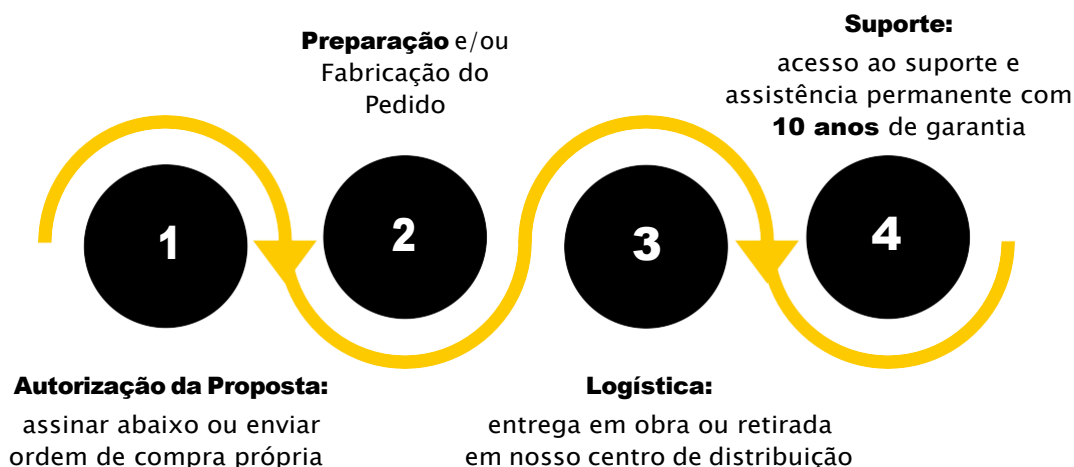 1
Autorização da Proposta:
assinar abaixo ou enviar
ordem de compra própria
2
Preparação e/ou
Fabricação do
Pedido
3
Logística:
entrega em obra ou retirada
em nosso centro de distribuição
4
Suporte:
acesso ao suporte e
assistência permanente com
10 anos de garantia